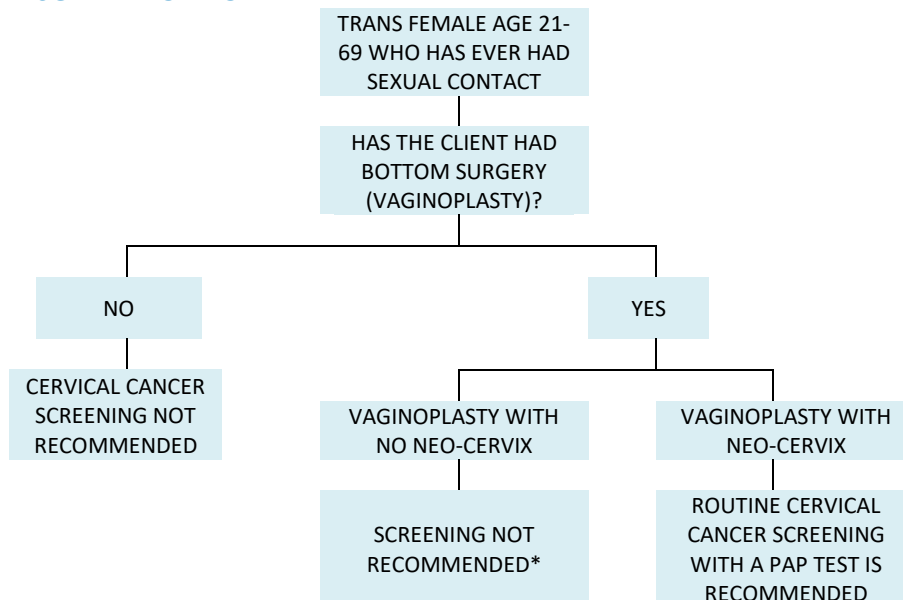 TRANS FEMALE AGE 21-
69 WHO HAS EVER HAD
SEXUAL CONTACT
HAS THE CLIENT HAD
BOTTOM SURGERY
(VAGINOPLASTY)?
NO
YES
CERVICAL CANCER
SCREENING NOT
RECOMMENDED
VAGINOPLASTY WITH
NO NEO-CERVIX
VAGINOPLASTY WITH
NEO-CERVIX
SCREENING NOT
RECOMMENDED*
ROUTINE CERVICAL
CANCER SCREENING
WITH A PAP TEST IS
RECOMMENDED